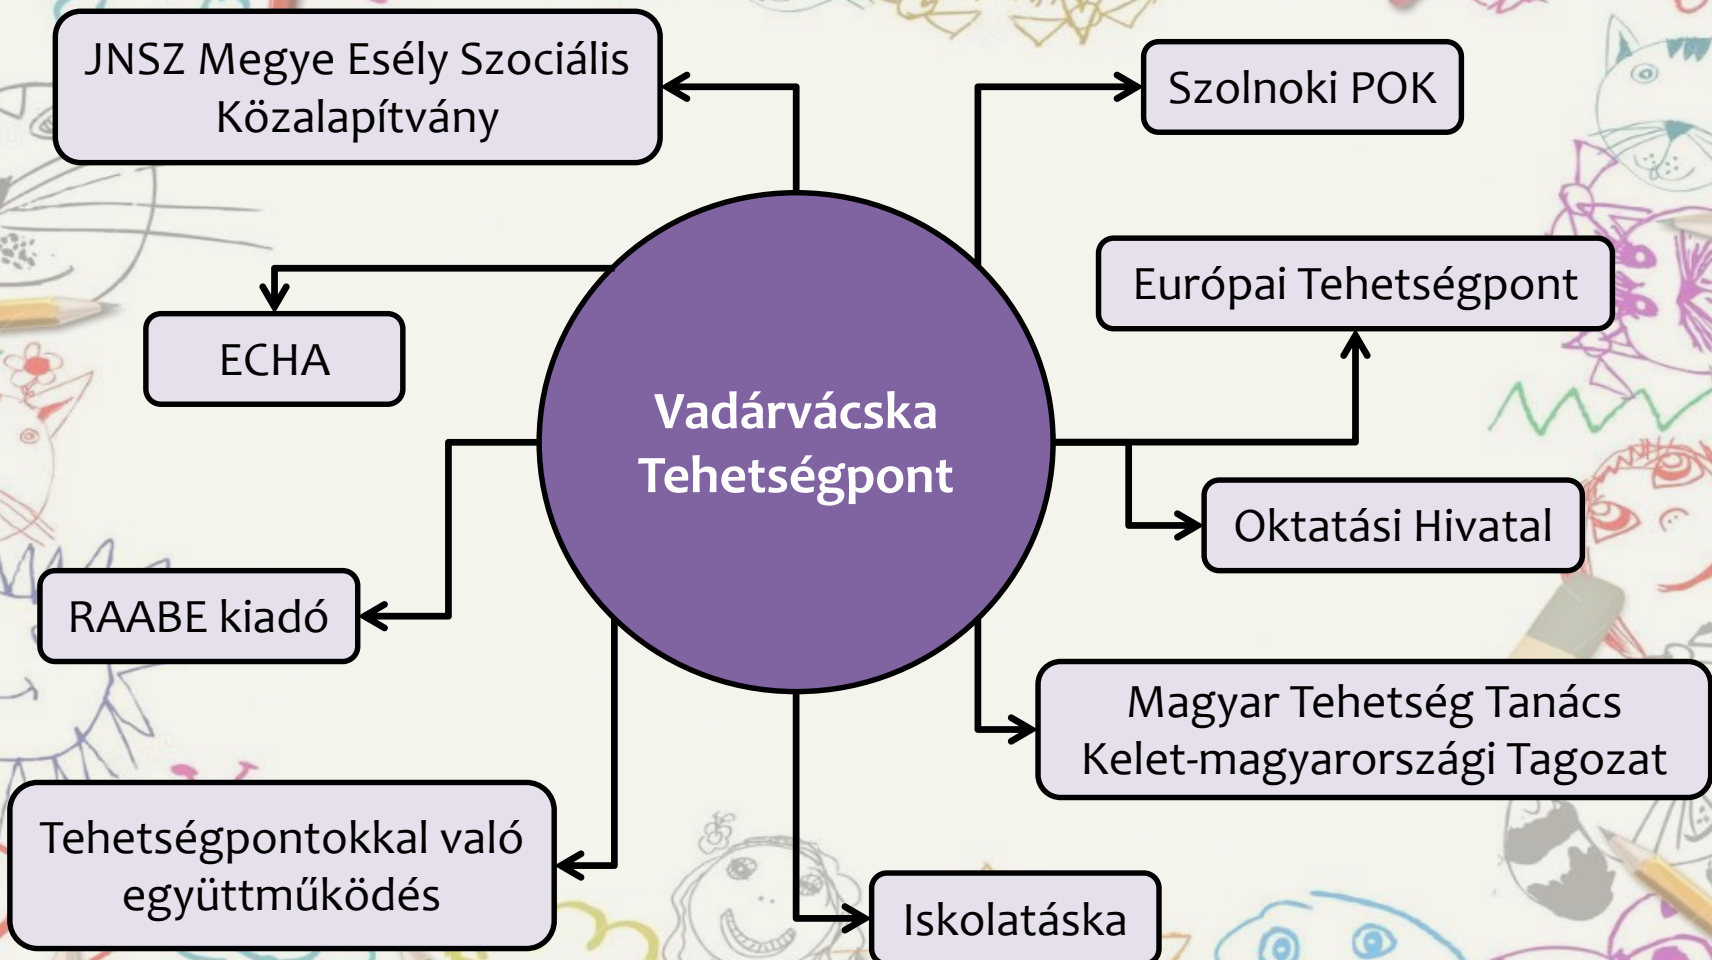 JNSZ Megye Esély Szociális
Közalapítvány
Szolnoki POK
Európai Tehetségpont
ECHA
Vadárvácska
Tehetségpont
Oktatási Hivatal
RAABE kiadó
Magyar Tehetség Tanács
Kelet-magyarországi Tagozat
Tehetségpontokkal való
együttműködés
Iskolatáska